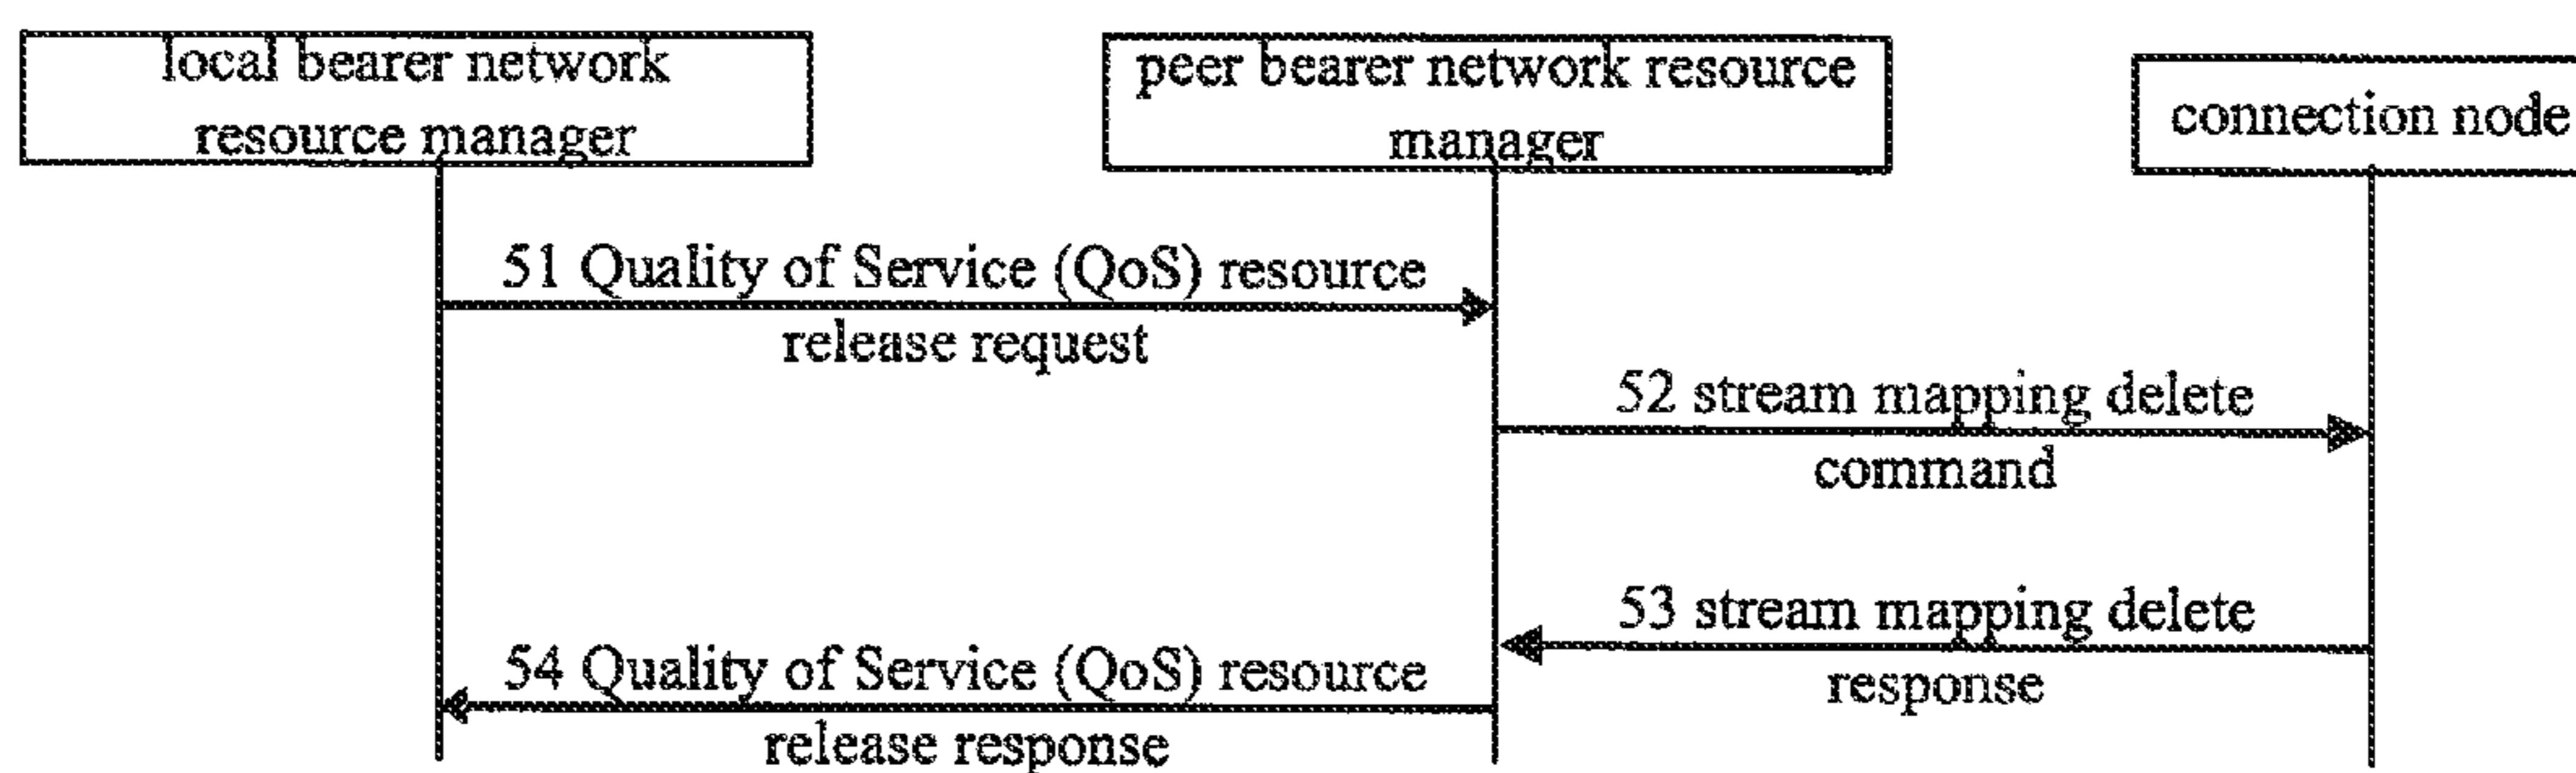 local bearer network
resource manager
peer bearer network resource
manager
connection node
51 Quality of Service (QoS) resource
release request
52 stream mapping delete
command
53 stream mapping delete
response
54 Quality of Service (QoS) resource
release response